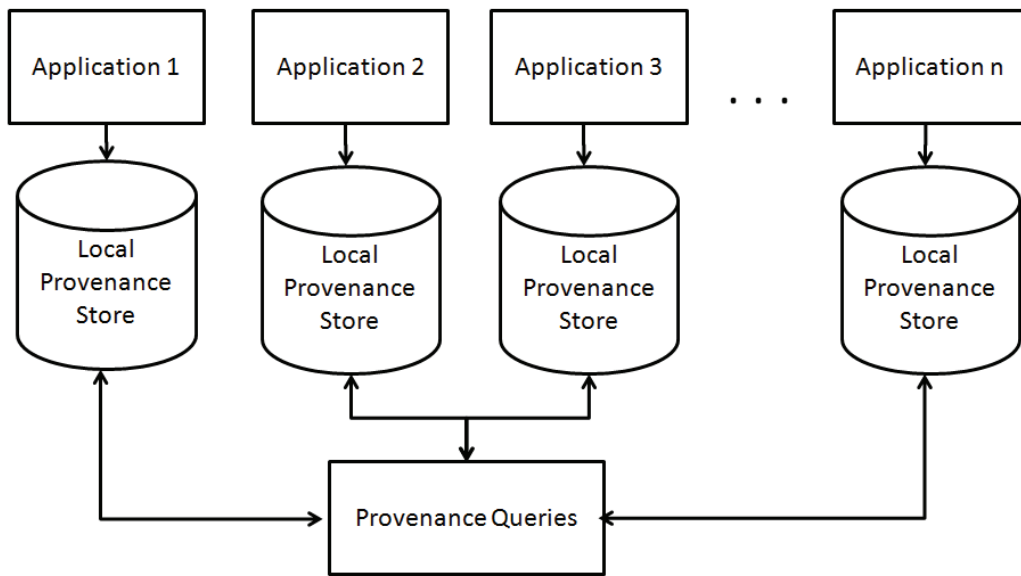 Application 1
Application 2
Application 3
. . .
Application n
Local
Provenance
Store
Local
Provenance
Store
Local
Provenance
Store
Local
Provenance
Store
Provenance Queries